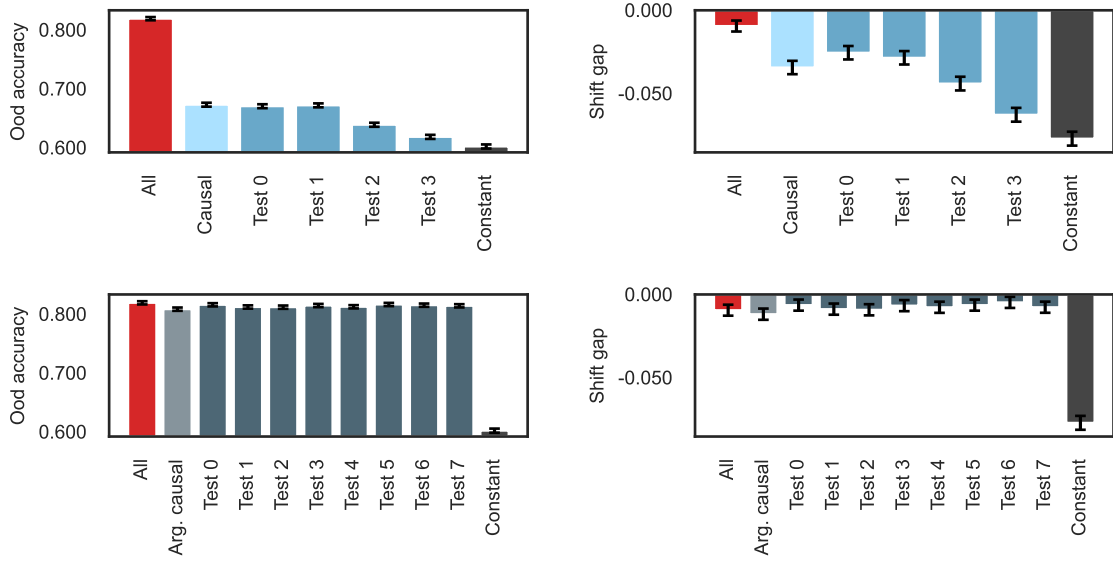 Ood accuracy
0.800
0.700
0.600
All
Causal
Test 0
Test 1
Test 2
Test 3
Constant
Shift gap
0.000
-0.050
All
Causal
Test 0
Test 1
Test 2
Test 3
Constant
Ood accuracy
0.800
0.700
0.600
All
Arg. causal
Test 0
Test 1
Test 2
Test 3
Test 4
Test 5
Test 6
Test 7
Constant
Shift gap
0.000
-0.050
All
Arg. causal
Test 0
Test 1
Test 2
Test 3
Test 4
Test 5
Test 6
Test 7
Constant